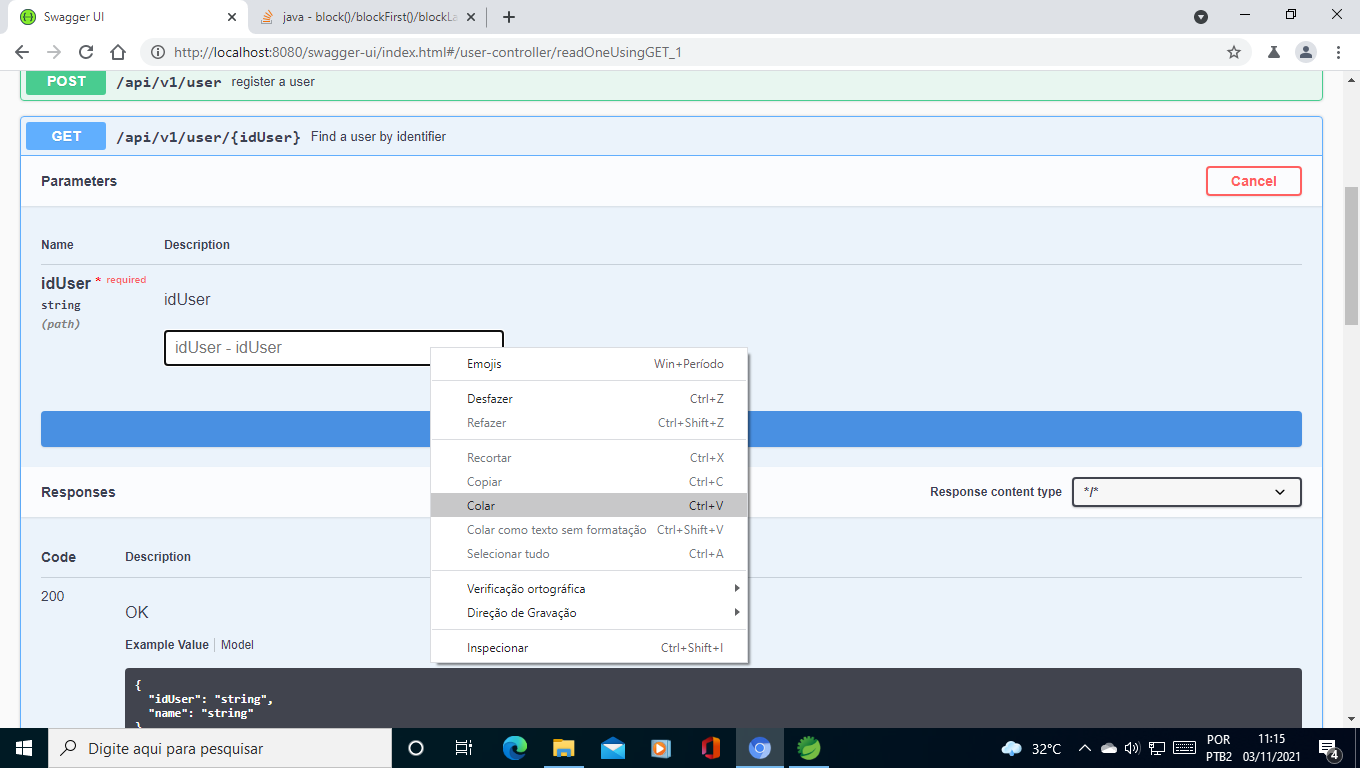 Swagger UI
java - block()/blockFirst()/blockLa
http://localhost:8080/swagger-ui/index.html#/user-controller/readOneUsingGET_1
POST /api/v1/user register a user
GET /api/v1/user/{idUser} Find a user by identifier
Parameters
Cancel
Name Description
idUser * required
string
(path)
idUser
idUser - idUser
Emojis Win+Período
Desfazer Ctrl+Z
Refazer Ctrl+Shift+Z
Recortar Ctrl+X
Copiar Ctrl+C
Colar Ctrl+V
Colar como texto sem formatação Ctrl+Shift+V
Selecionar tudo Ctrl+A
Verificação ortográfica
Direção de Gravação
Inspecionar Ctrl+Shift+I
Responses
Response content type */*
Code Description
200
OK
Example Value Model
{
"idUser": "string",
"name": "string"
}
Digite aqui para pesquisar
32°C
POR
PTB2
11:15
03/11/2021
4